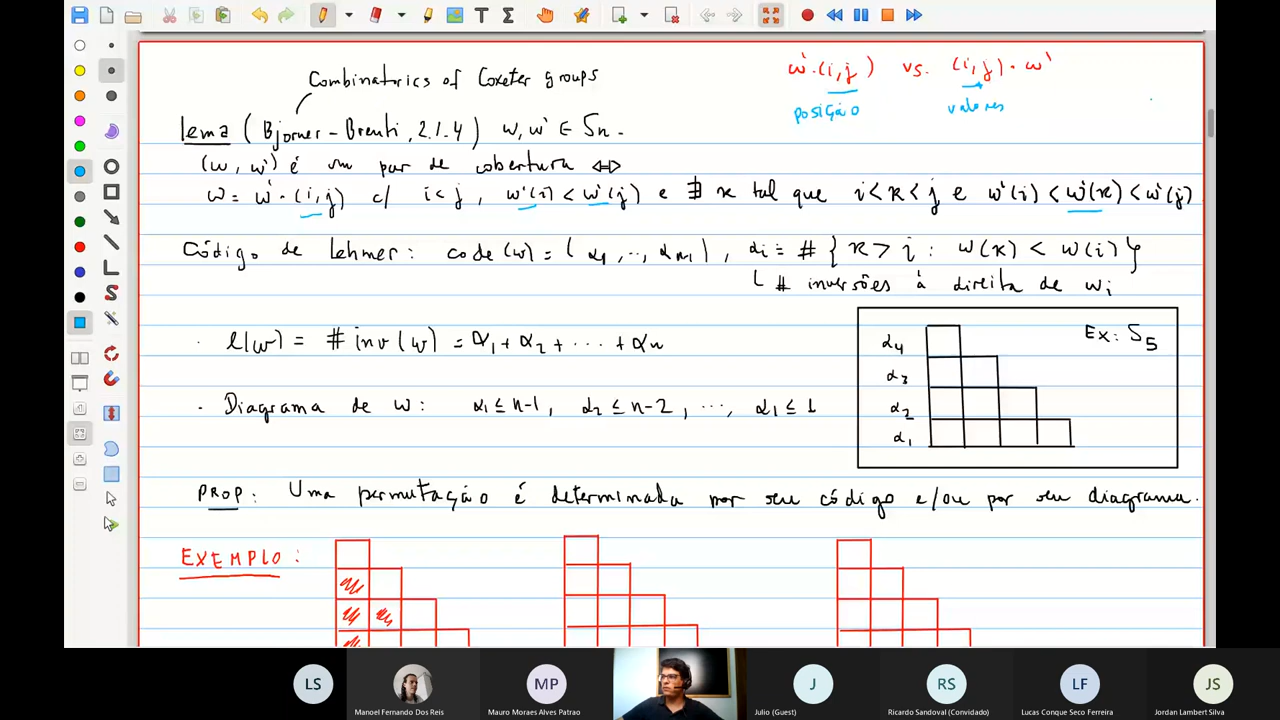 Combinatorics of Coxeter groups
w'·(i,j) vs. (i,j)·w'
posição valores
lema (Bjorner-Brenti, 2.1.4) w, w' ∈ Sn.
(w, w') é um par de cobertura ⇔
w = w'·(i,j) c/ i<j, w'(i) < w'(j) e ∄ k tal que i<k<j e w'(i) < w'(k) < w'(j).
Código de Lehmer: code(w) = (α1, .., αn-1), αi = # { k > i : w(k) < w(i) }
└ # inversões à direita de wi
Ex: S5
α4
α3
α2
α1
· l(w) = # inv(w) = α1 + α2 + ··· + αn
· Diagrama de w: α1 ≤ n-1, α2 ≤ n-2, ..., α1 ≤ 1
PROP: Uma permutação é determinada por seu código e/ou por seu diagrama.
EXEMPLO:
LS
MP
J
RS
LF
JS
Manoel Fernando Dos Reis
Mauro Moraes Alves Patrao
Julio (Guest)
Ricardo Sandoval (Convidado)
Lucas Conque Seco Ferreira
Jordan Lambert Silva